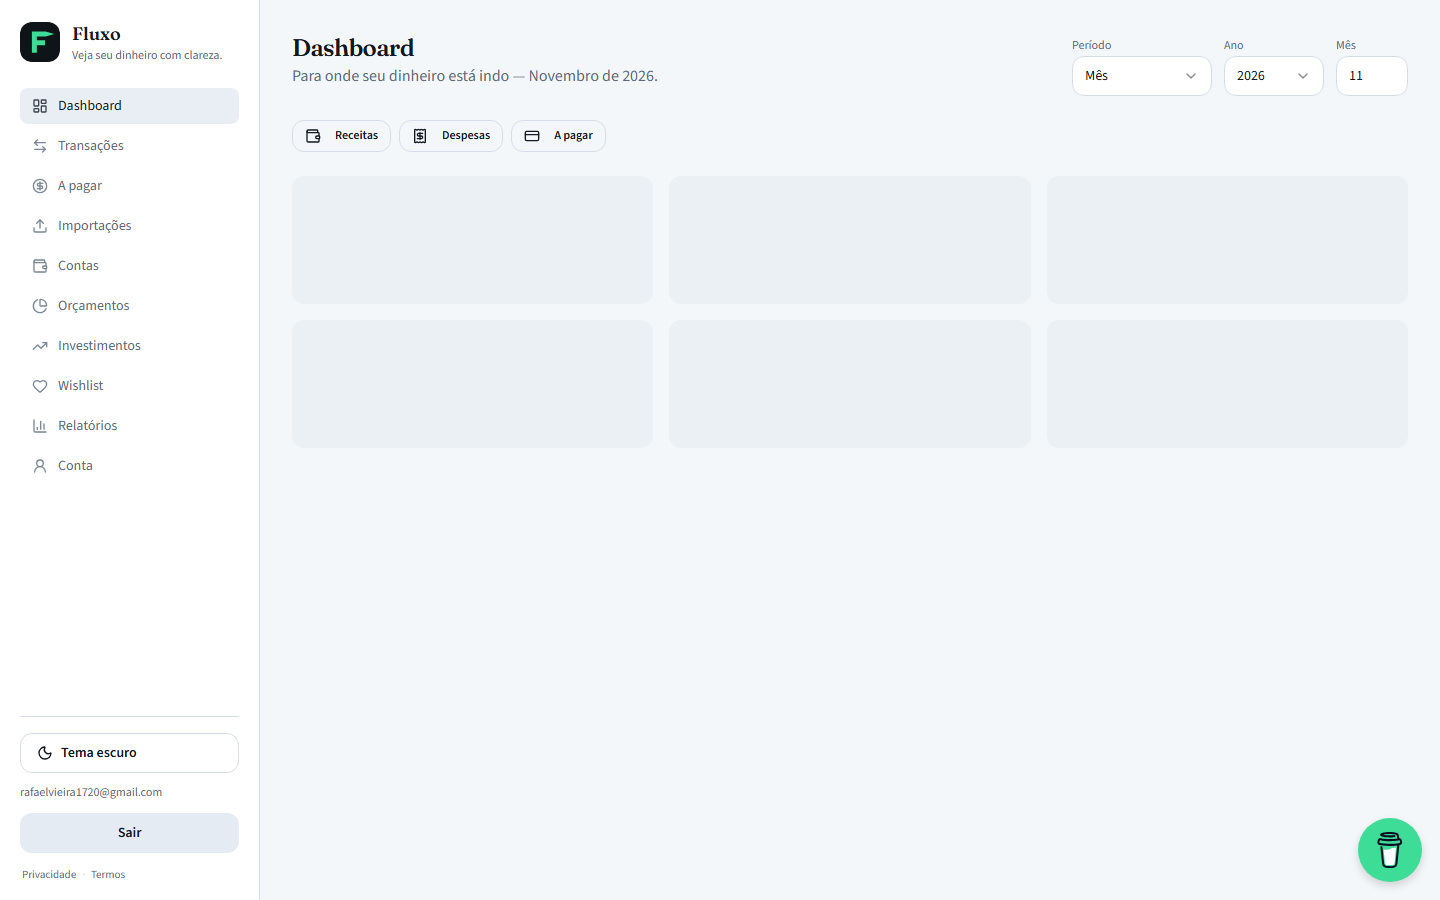 Fluxo
Veja seu dinheiro com clareza.
Dashboard
Transações
A pagar
Importações
Contas
Orçamentos
Investimentos
Wishlist
Relatórios
Conta
Tema escuro
rafaelvieira1720@gmail.com
Sair
Privacidade · Termos
Dashboard
Para onde seu dinheiro está indo — Novembro de 2026.
Período
Mês
Ano
2026
Mês
11
Receitas
Despesas
A pagar